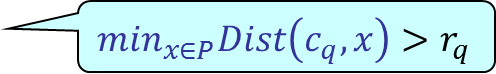 min_{x∈P} Dist(c_q, x) > r_q